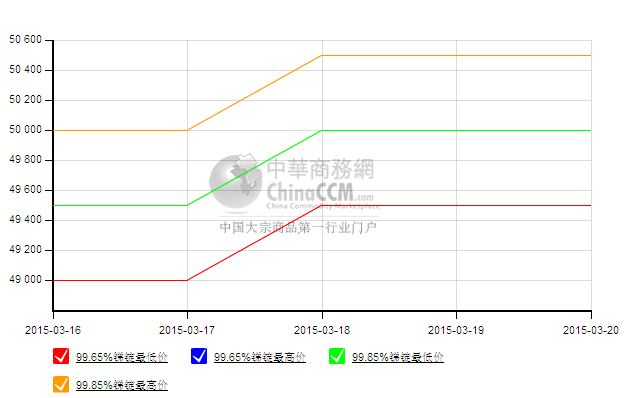 50 600
50 400
50 200
50 000
49 800
49 600
49 400
49 200
49 000
中華商務網
ChinaCCM.com
China Commodity Marketplace
中国大宗商品第一行业门户
2015-03-16 2015-03-17 2015-03-18 2015-03-19 2015-03-20
99.65%锑锭最低价 99.65%锑锭最高价 99.85%锑锭最低价
99.85%锑锭最高价